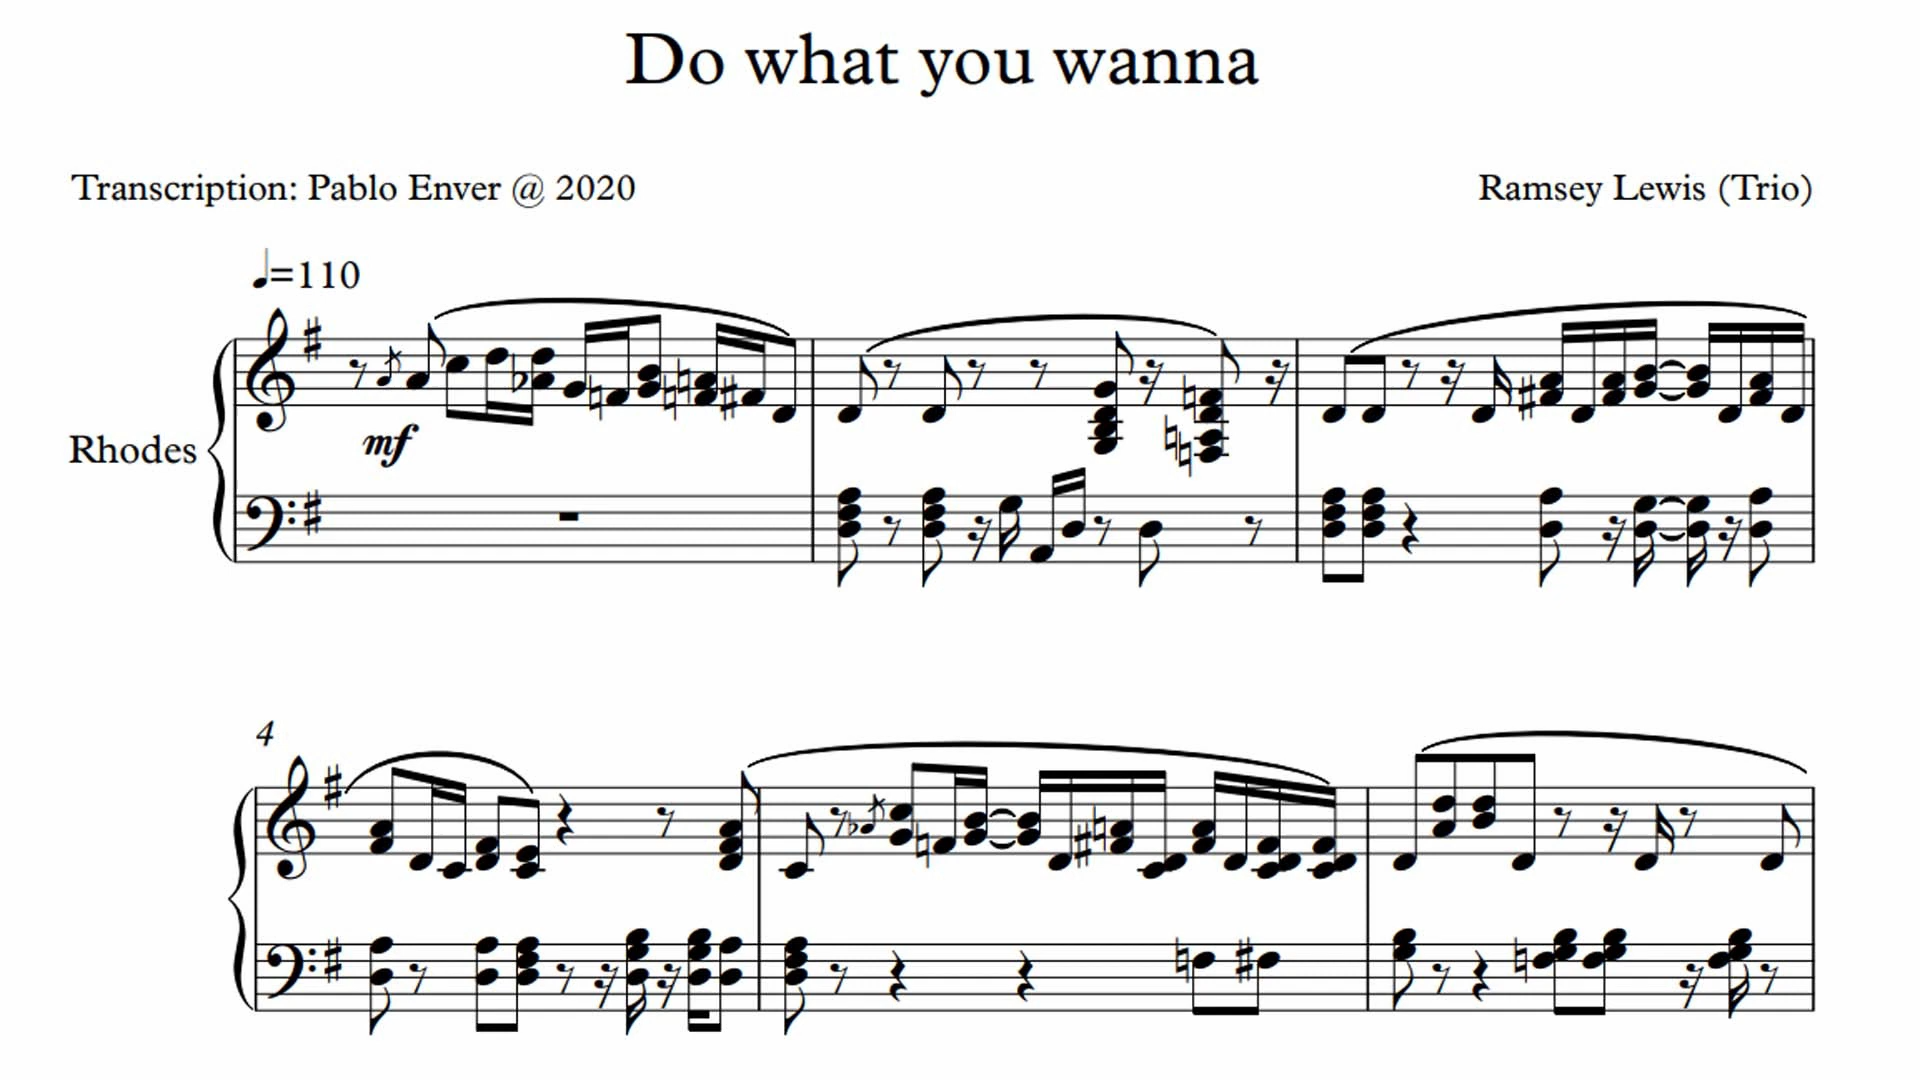 Do what you wanna
Transcription: Pablo Enver @ 2020
Ramsey Lewis (Trio)
♩=110
mf
Rhodes
4